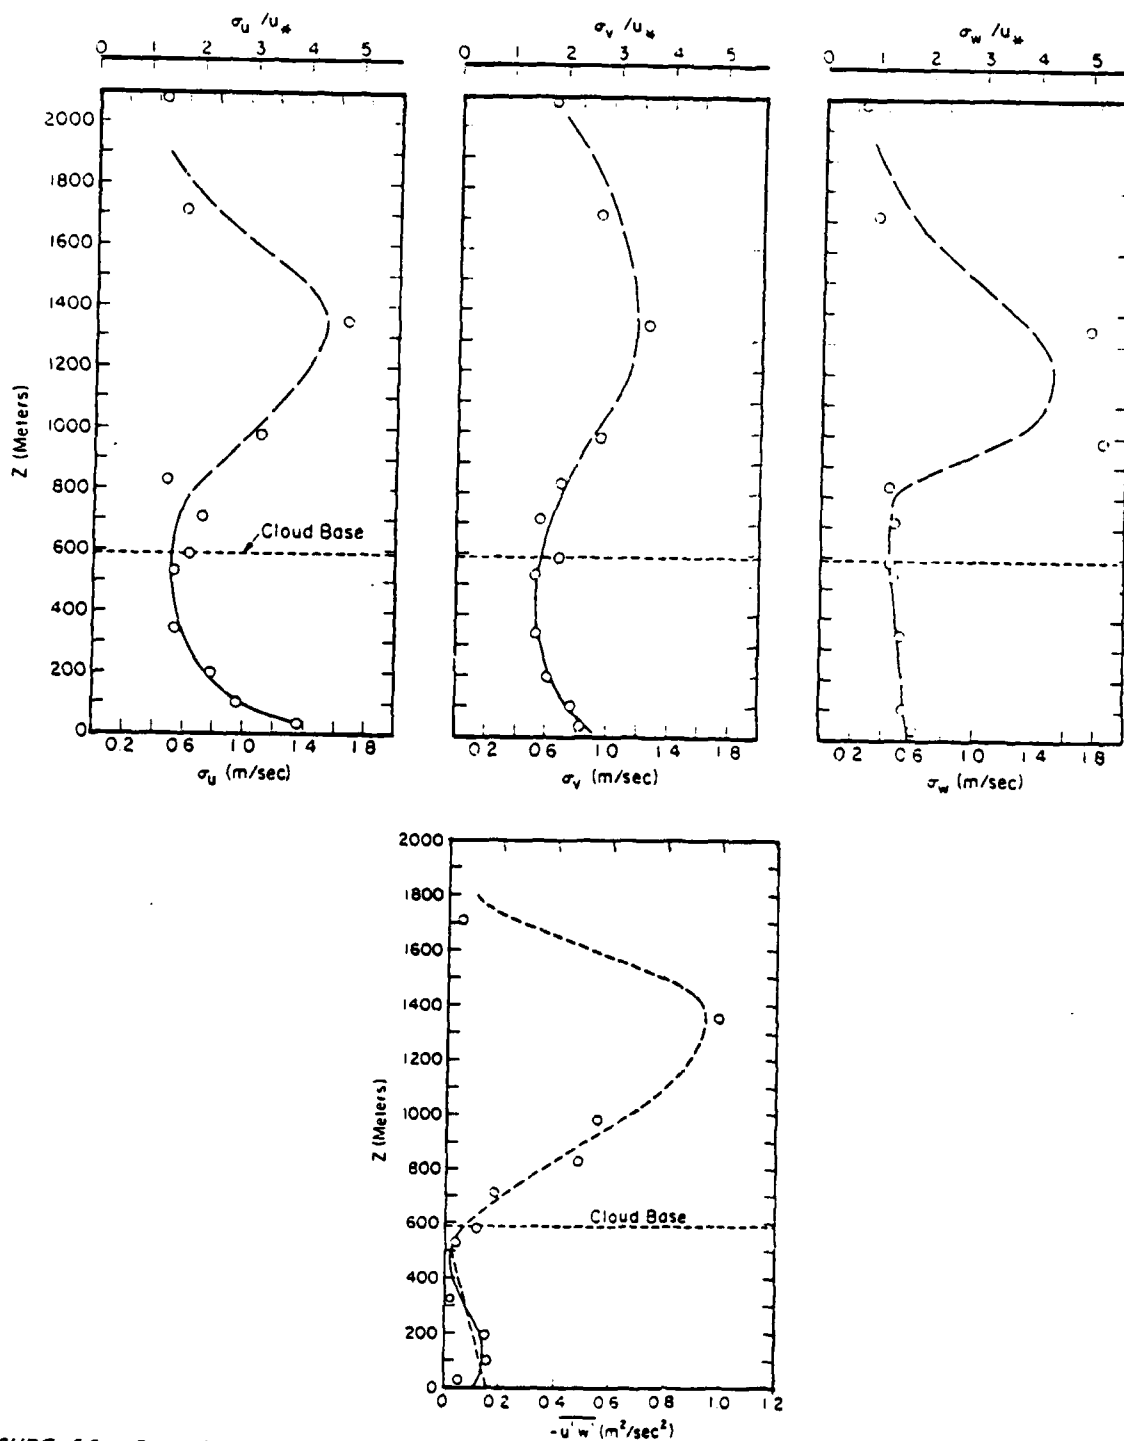 σu /u*
0 1 2 3 4 5
σv /u*
0 1 2 3 4 5
σw /u*
0 1 2 3 4 5
2000
1800
1600
1400
1200
1000
800
600
400
200
0
Z (Meters)
Cloud Base
0.2 0.6 1.0 1.4 1.8
σu (m/sec)
0.2 0.6 1.0 1.4 1.8
σv (m/sec)
0.2 0.6 1.0 1.4 1.8
σw (m/sec)
2000
1800
1600
1400
1200
1000
800
600
400
200
0
Z (Meters)
Cloud Base
0 0.2 0.4 0.6 0.8 1.0 1.2
-u'w' (m²/sec²)